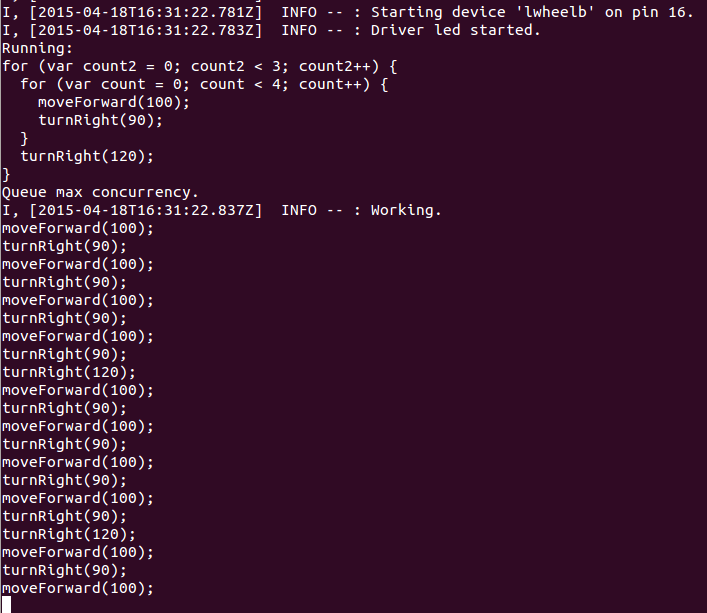 I, [2015-04-18T16:31:22.781Z]  INFO -- : Starting device 'lwheelb' on pin 16.
I, [2015-04-18T16:31:22.783Z]  INFO -- : Driver led started.
Running:
for (var count2 = 0; count2 < 3; count2++) {
  for (var count = 0; count < 4; count++) {
    moveForward(100);
    turnRight(90);
  }
  turnRight(120);
}
Queue max concurrency.
I, [2015-04-18T16:31:22.837Z]  INFO -- : Working.
moveForward(100);
turnRight(90);
moveForward(100);
turnRight(90);
moveForward(100);
turnRight(90);
moveForward(100);
turnRight(90);
turnRight(120);
moveForward(100);
turnRight(90);
moveForward(100);
turnRight(90);
moveForward(100);
turnRight(90);
moveForward(100);
turnRight(90);
turnRight(120);
moveForward(100);
turnRight(90);
moveForward(100);